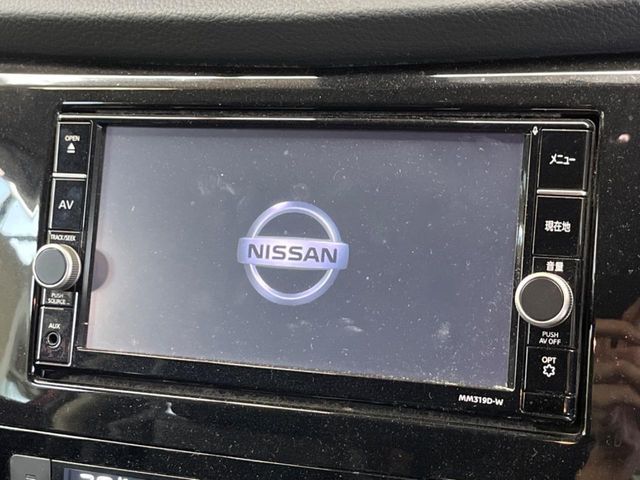 OPEN
AV
TRACK/SEEK
PUSH
SOURCE
AUX
NISSAN
メニュー
現在地
音量
PUSH
AV OFF
OPT
MM319D-W